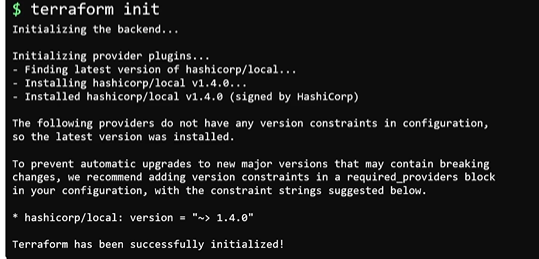 $ terraform init
Initializing the backend...
Initializing provider plugins...
- Finding latest version of hashicorp/local...
- Installing hashicorp/local v1.4.0...
- Installed hashicorp/local v1.4.0 (signed by HashiCorp)
The following providers do not have any version constraints in configuration,
so the latest version was installed.
To prevent automatic upgrades to new major versions that may contain breaking
changes, we recommend adding version constraints in a required_providers block
in your configuration, with the constraint strings suggested below.
* hashicorp/local: version = "~> 1.4.0"
Terraform has been successfully initialized!